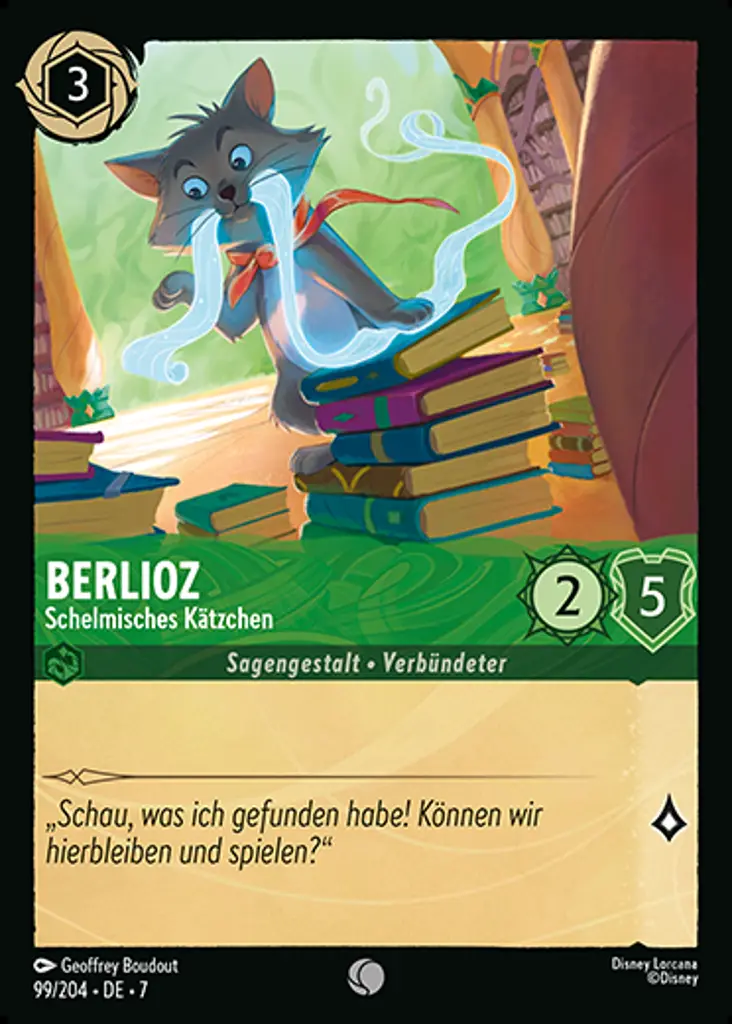 3
BERLIOZ
Schelmisches Kätzchen
2
5
Sagengestalt • Verbündeter
„Schau, was ich gefunden habe! Können wir
hierbleiben und spielen?“
Geoffrey Boudout
99/204 • DE • 7
Disney Lorcana
©Disney